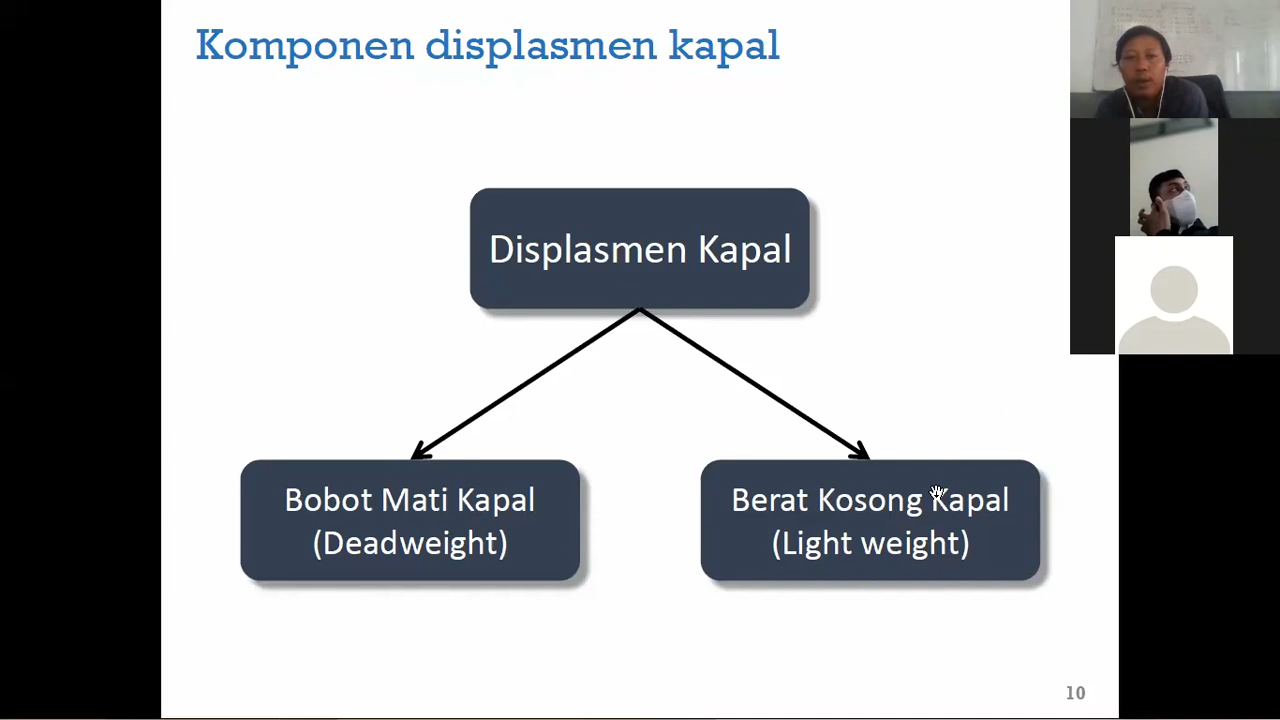 Komponen displasmen kapal
Displasmen Kapal
Bobot Mati Kapal
(Deadweight)
Berat Kosong Kapal
(Light weight)
10